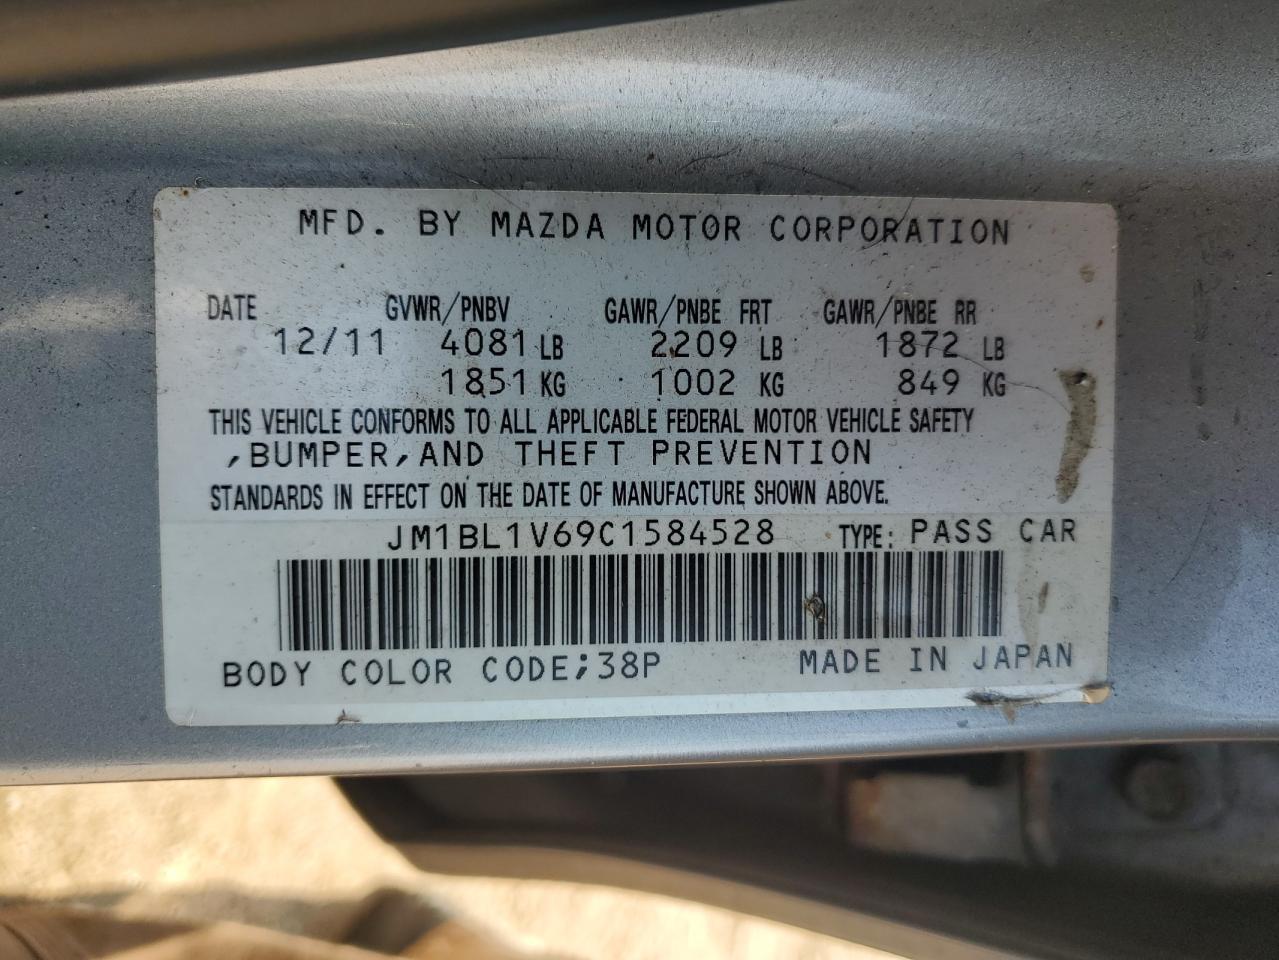 MFD. BY MAZDA MOTOR CORPORATION
DATE GVWR/PNBV GAWR/PNBE FRT GAWR/PNBE RR
12/11 4081 LB 2209 LB 1872 LB
1851 KG 1002 KG 849 KG
THIS VEHICLE CONFORMS TO ALL APPLICABLE FEDERAL MOTOR VEHICLE SAFETY
,BUMPER,AND THEFT PREVENTION
STANDARDS IN EFFECT ON THE DATE OF MANUFACTURE SHOWN ABOVE.
JM1BL1V69C1584528 TYPE: PASS CAR
BODY COLOR CODE;38P MADE IN JAPAN